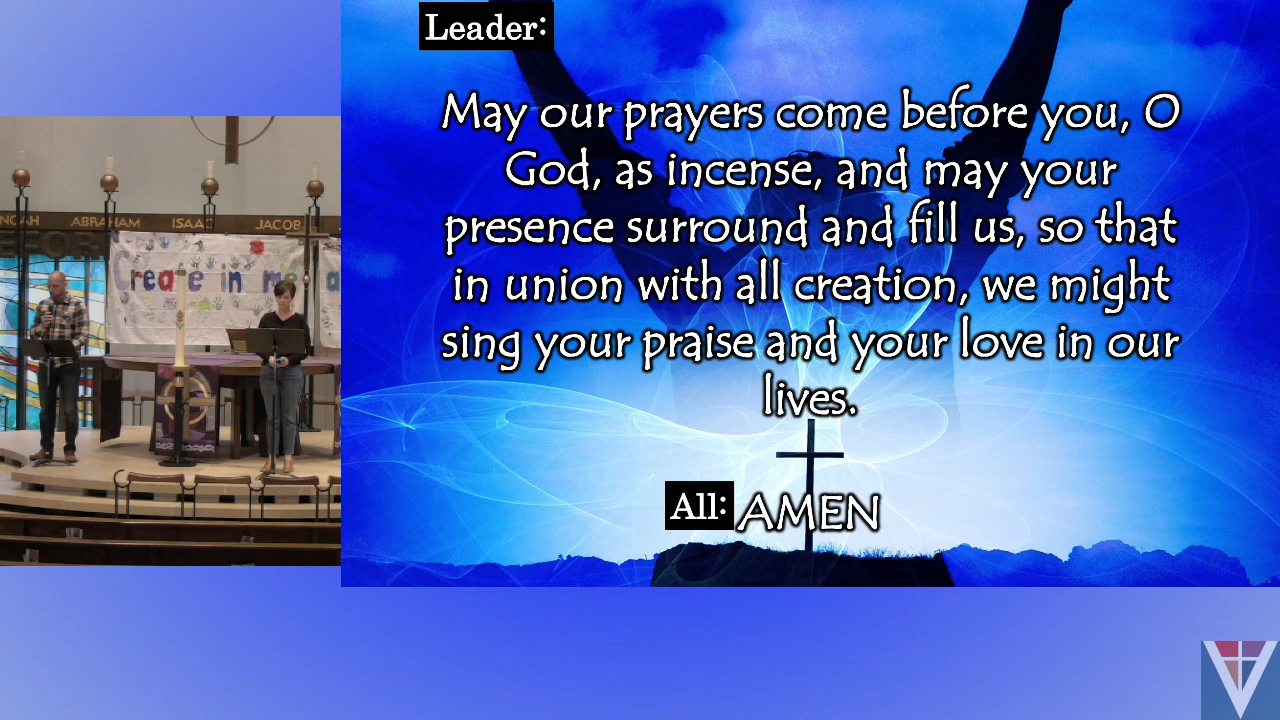 Leader:
May our prayers come before you, O
God, as incense, and may your
presence surround and fill us, so that
in union with all creation, we might
sing your praise and your love in our
lives.
All: AMEN
NOAH ABRAHAM ISAAC JACOB
Create in me a